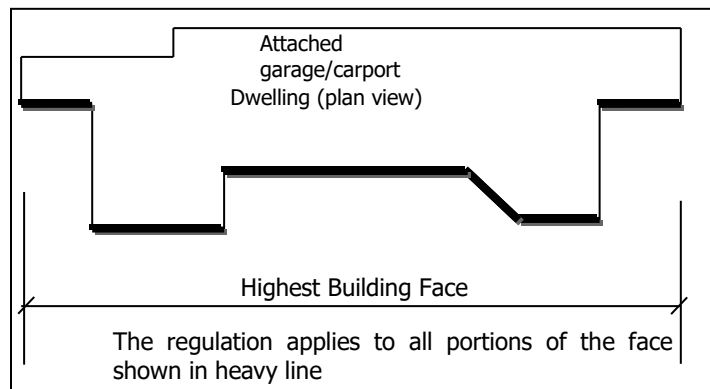 Attached
garage/carport
Dwelling (plan view)
Highest Building Face
The regulation applies to all portions of the face
shown in heavy line